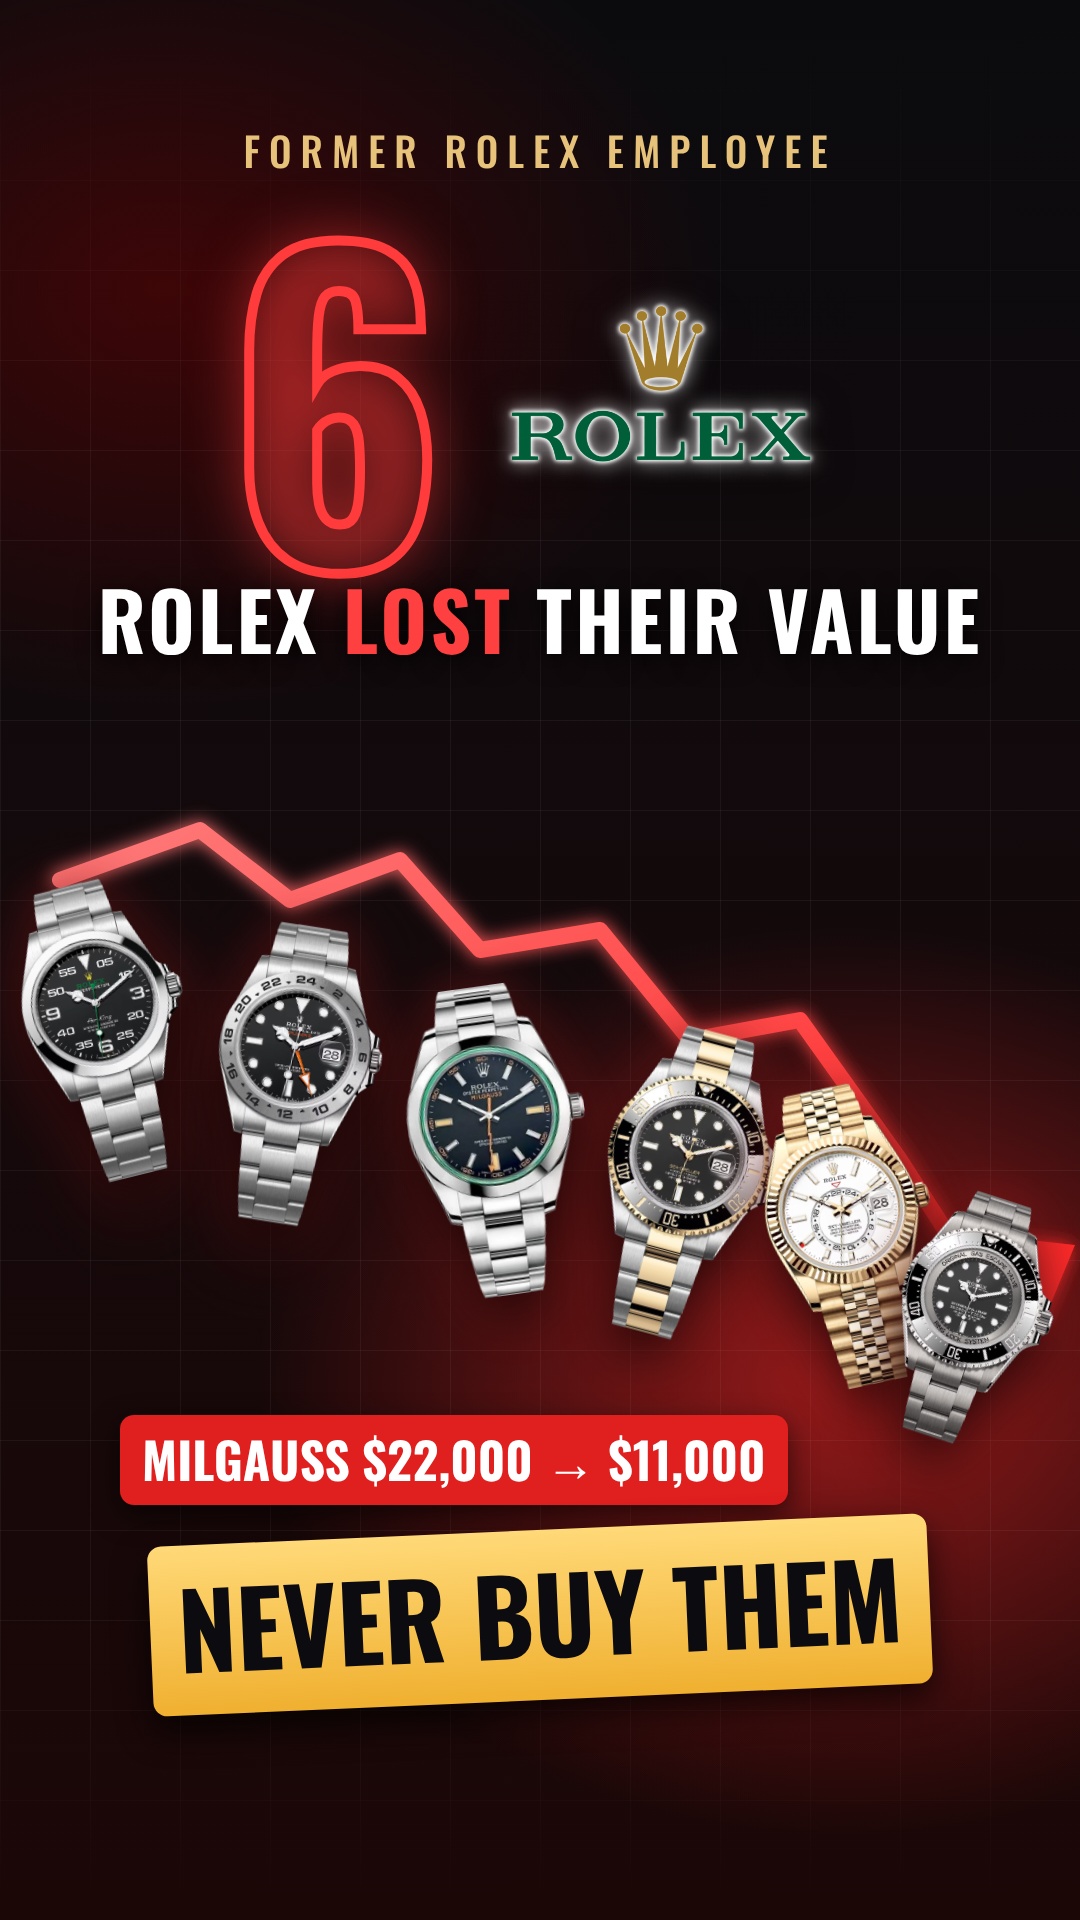 FORMER ROLEX EMPLOYEE
6
ROLEX
ROLEX LOST THEIR VALUE
MILGAUSS $22,000 → $11,000
NEVER BUY THEM